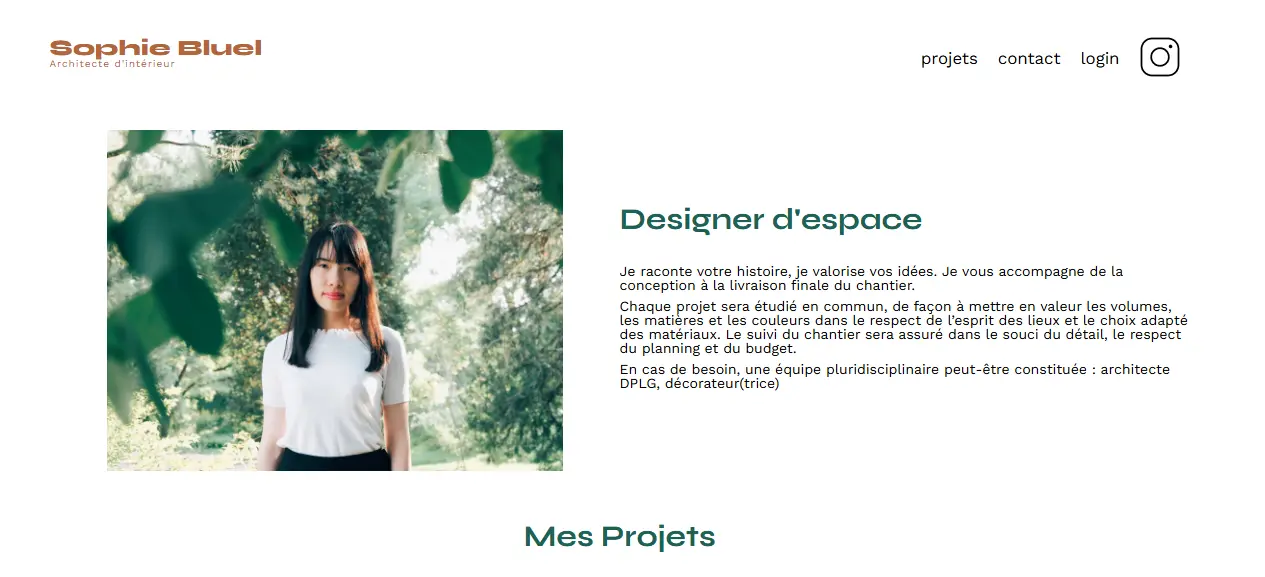 Sophie Bluel
Architecte d'intérieur
projets contact login
Designer d'espace
Je raconte votre histoire, je valorise vos idées. Je vous accompagne de la
conception à la livraison finale du chantier.
Chaque projet sera étudié en commun, de façon à mettre en valeur les volumes,
les matières et les couleurs dans le respect de l’esprit des lieux et le choix adapté
des matériaux. Le suivi du chantier sera assuré dans le souci du détail, le respect
du planning et du budget.
En cas de besoin, une équipe pluridisciplinaire peut-être constituée : architecte
DPLG, décorateur(trice)
Mes Projets